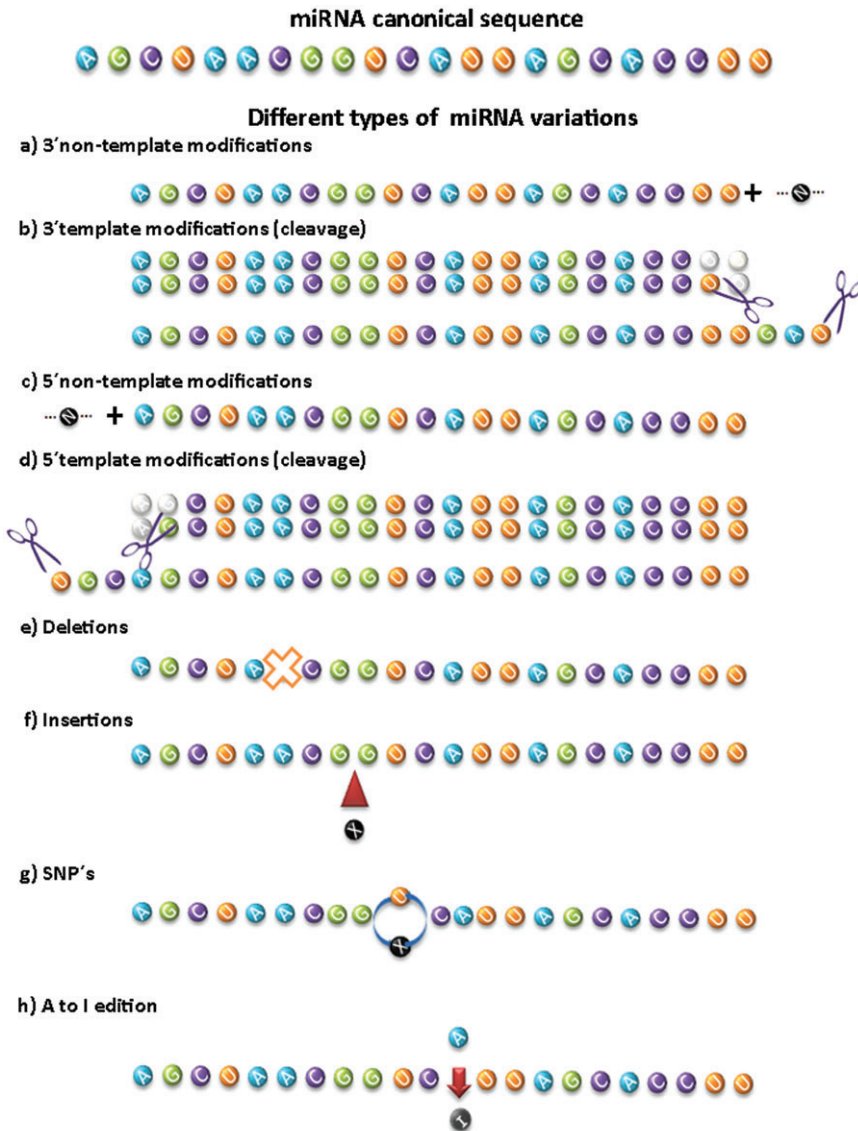 miRNA canonical sequence
A G C U A A C G G U C A U U A G C A C C U U
Different types of miRNA variations
a) 3´non-template modifications
A G C U A A C G G U C A U U A G C A C C U U + ...N...
b) 3´template modifications (cleavage)
A G C U A A C G G U C A U U A G C A C C
A G C U A A C G G U C A U U A G C A C C U
A G C U A A C G G U C A U U A G C A C C U U G A U
c) 5´non-template modifications
...N... + A G C U A A C G G U C A U U A G C A C C U U
d) 5´template modifications (cleavage)
A G C U A A C G G U C A U U A G C A C C U U
A G C U A A C G G U C A U U A G C A C C U U
U G C A G C U A A C G G U C A U U A G C A C C U U
e) Deletions
A G C U A C G G U C A U U A G C A C C U U
f) Insertions
A G C U A A C G G U C A U U A G C A C C U U
X
g) SNP´s
U
A G C U A A C G G C A U U A G C A C C U U
X
h) A to I edition
A
A G C U A A C G G U C U U A G C A C C U U
I